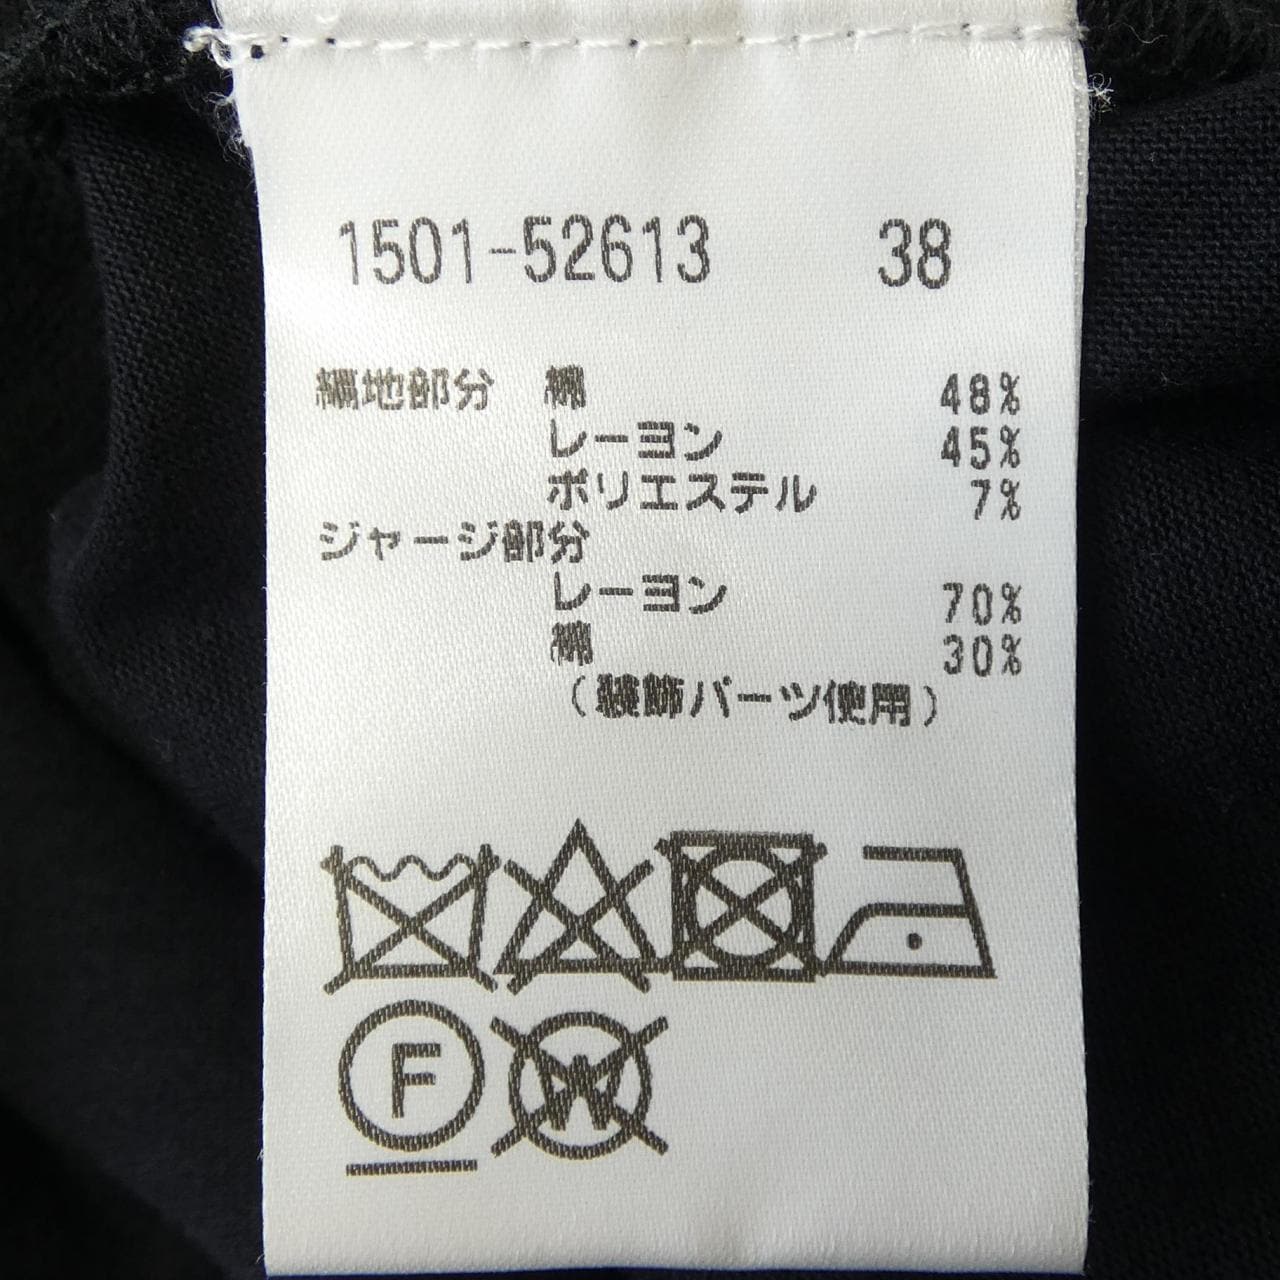 1501-52613 38
編地部分 綿 48%
レーヨン 45%
ポリエステル 7%
ジャージ部分
レーヨン 70%
綿 30%
(装飾パーツ使用)
F
W